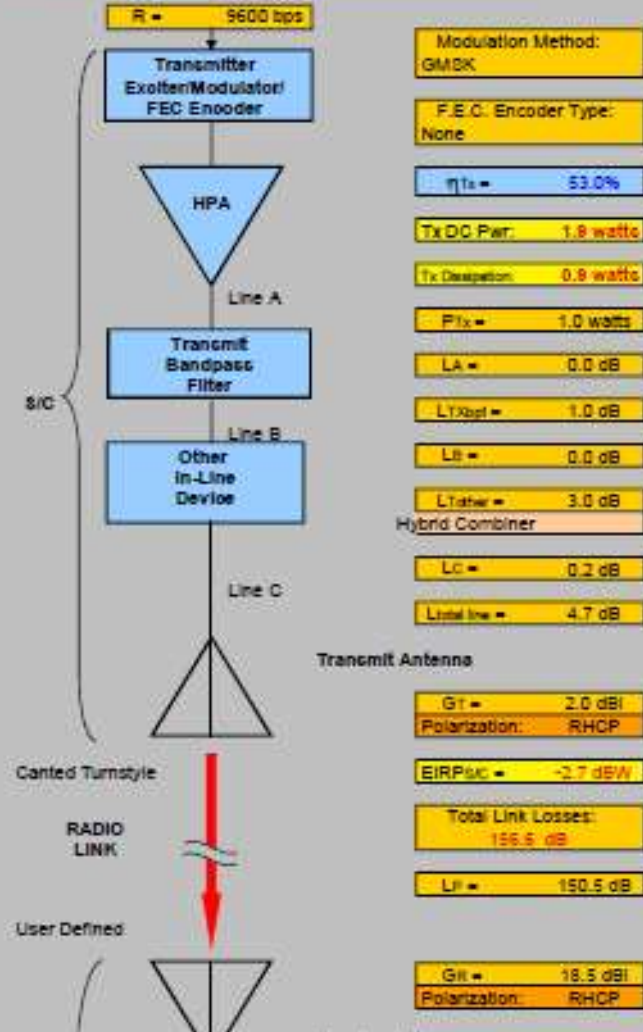 R = 9600 bps
Transmitter
Exciter/Modulator/
FEC Encoder
HPA
Line A
Transmit
Bandpass
Filter
S/C
Line B
Other
In-Line
Device
Line C
Canted Turnstyle
RADIO
LINK
User Defined
Modulation Method:
GMSK
F.E.C. Encoder Type:
None
ηTx = 53.0%
Tx DC Pwr: 1.9 watts
Tx Dissipation: 0.9 watts
PTx = 1.0 watts
LA = 0.0 dB
LTXbpf = 1.0 dB
LB = 0.0 dB
LTother = 3.0 dB
Hybrid Combiner
LC = 0.2 dB
Ltotal line = 4.7 dB
Transmit Antenna
GT = 2.0 dBi
Polarization: RHCP
EIRPS/C = -2.7 dBW
Total Link Losses:
156.5 dB
LP = 150.5 dB
GR = 18.5 dBi
Polarization: RHCP